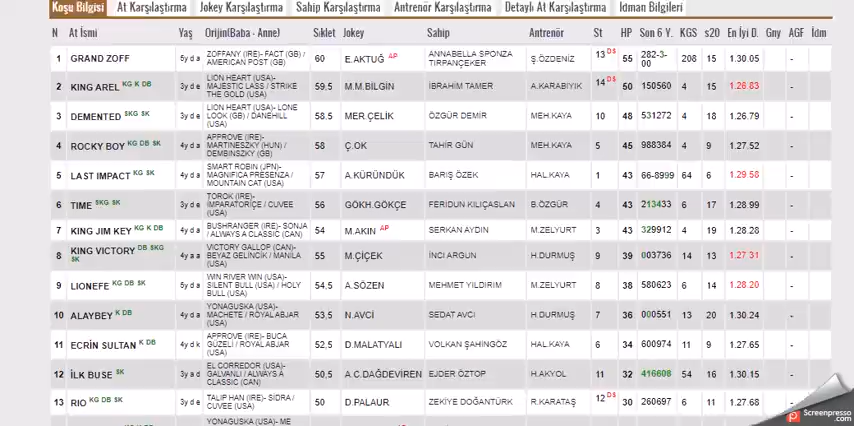 Koşu Bilgisi At Karşılaştırma Jokey Karşılaştırma Sahip Karşılaştırma Antrenör Karşılaştırma Detaylı At Karşılaştırma İdman Bilgileri
N At İsmi Yaş Orijin(Baba - Anne) Sıklet Jokey Sahip Antrenör St HP Son 6 Y. KGS s20 En İyi D. Gny AGF İdm
1 GRAND ZOFF 5y d a ZOFFANY (IRE)- FACT (GB) / AMERICAN POST (GB) 60 E.AKTUĞ AP ANNABELLA SPONZA TIRPANÇEKER Ş.ÖZDENİZ 13 DS 55 282-3-00 208 15 1.30.05 -
2 KING AREL KG K DB 3y d e LION HEART (USA)- MAJESTIC LASS / STRIKE THE GOLD (USA) 59,5 M.M.BİLGİN İBRAHİM TAMER A.KARABIYIK 14 DS 50 150560 4 15 1.26.83 -
3 DEMENTED SKG SK 3y d e LION HEART (USA)- LONE LOOK (GB) / DANEHILL (USA) 58,5 MER.ÇELİK ÖZGÜR DEMİR MEH.KAYA 10 48 531272 4 18 1.26.79 -
4 ROCKY BOY KG DB SK 4y d e APPROVE (IRE)- MARTINESZKY (HUN) / DEMBINSZKY (GB) 58 Ç.OK TAHİR GÜN MEH.KAYA 5 45 988384 4 9 1.27.52 -
5 LAST IMPACT KG SK 4y d a SMART ROBIN (JPN)- MAGNIFICA PRESENZA / MOUNTAIN CAT (USA) 57 A.KÜRÜNDÜK BARIŞ ÖZEK HAL.KAYA 1 43 66-8999 64 6 1.29.58 -
6 TIME SKG SK 3y d e TOROK (IRE)- İMPARATORİÇE / CUVEE (USA) 56 GÖKH.GÖKÇE FERİDUN KILIÇASLAN B.ÖZGÜR 4 43 213433 6 17 1.28.99 -
7 KING JIM KEY KG K DB 4y d a BUSHRANGER (IRE)- SONJA / ALWAYS A CLASSIC (CAN) 54 M.AKIN AP SERKAN AYDIN M.ZELYURT 3 43 329912 4 19 1.28.28 -
8 KING VICTORY DB SKG SK 4y a a VICTORY GALLOP (CAN)- BEYAZ GELİNCİK / MANILA (USA) 55 M.ÇİÇEK İNCİ ARGUN H.DURMUŞ 9 39 003736 14 13 1.27.31 -
9 LIONEFE KG DB SK 5y d a WIN RIVER WIN (USA)- SILENT BULL (USA) / HOLY BULL (USA) 54,5 A.SÖZEN MEHMET YILDIRIM M.ZELYURT 8 38 580623 6 14 1.28.20 -
10 ALAYBEY K DB 4y d a YONAGUSKA (USA)- MACHETE / ROYAL ABJAR (USA) 53,5 N.AVCİ SEDAT AVCI H.DURMUŞ 7 36 000551 13 20 1.30.24 -
11 ECRİN SULTAN K DB 4y d k APPROVE (IRE)- BUCA GÜZELİ / ROYAL ABJAR (USA) 52,5 D.MALATYALI VOLKAN ŞAHİNGÖZ HAL.KAYA 6 34 600974 11 9 1.27.65 -
12 İLK BUSE SK 3y a d EL CORREDOR (USA)- GALVANLI / ALWAYS A CLASSIC (CAN) 50,5 A.C.DAĞDEVİREN EJDER ÖZTOP H.AKYOL 11 32 416608 54 16 1.30.15 -
13 RIO KG DB SK 3y d e TALIP HAN (IRE)- SİDRA / CUVEE (USA) 50 D.PALAUR ZEKİYE DOĞANTÜRK R.KARATAŞ 12 DS 30 260697 6 11 1.27.68 -
YONAGUSKA (USA)- ME
Screenpresso
.com